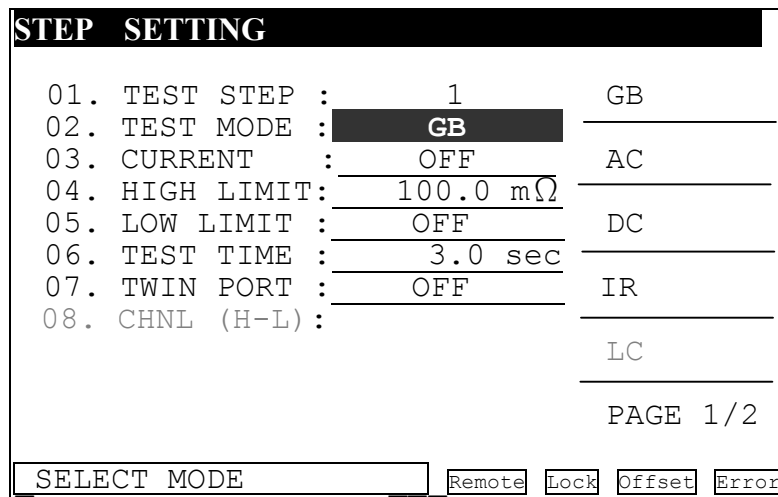 STEP SETTING
01. TEST STEP : 1
02. TEST MODE : GB
03. CURRENT : OFF
04. HIGH LIMIT: 100.0 mΩ
05. LOW LIMIT : OFF
06. TEST TIME : 3.0 sec
07. TWIN PORT : OFF
08. CHNL (H-L):
GB
AC
DC
IR
LC
PAGE 1/2
SELECT MODE
Remote Lock Offset Error